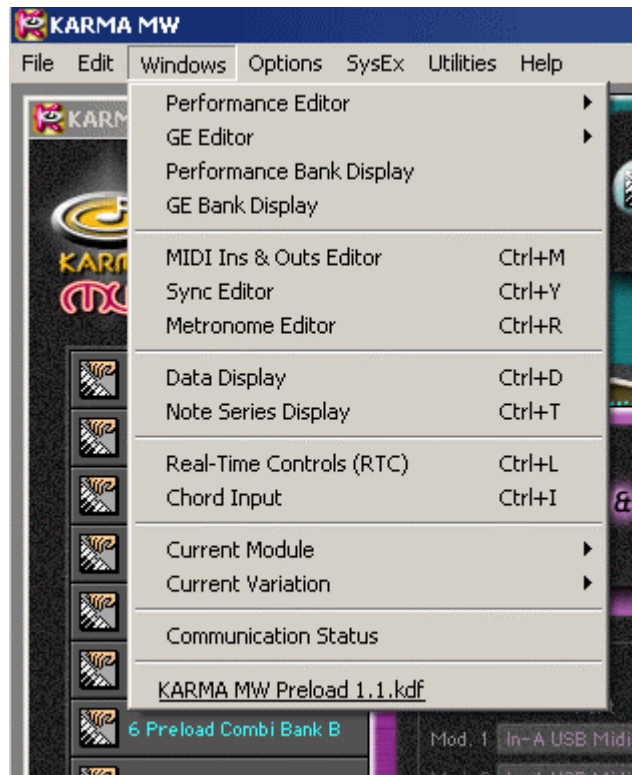 KARMA MW
File Edit Windows Options SysEx Utilities Help
Performance Editor
GE Editor
Performance Bank Display
GE Bank Display
MIDI Ins & Outs Editor Ctrl+M
Sync Editor Ctrl+Y
Metronome Editor Ctrl+R
Data Display Ctrl+D
Note Series Display Ctrl+T
Real-Time Controls (RTC) Ctrl+L
Chord Input Ctrl+I
&
Current Module
Current Variation
Communication Status
KARMA MW Preload 1.1.kdf
6 Preload Combi Bank B
Mod. 1 In-A USB Midi